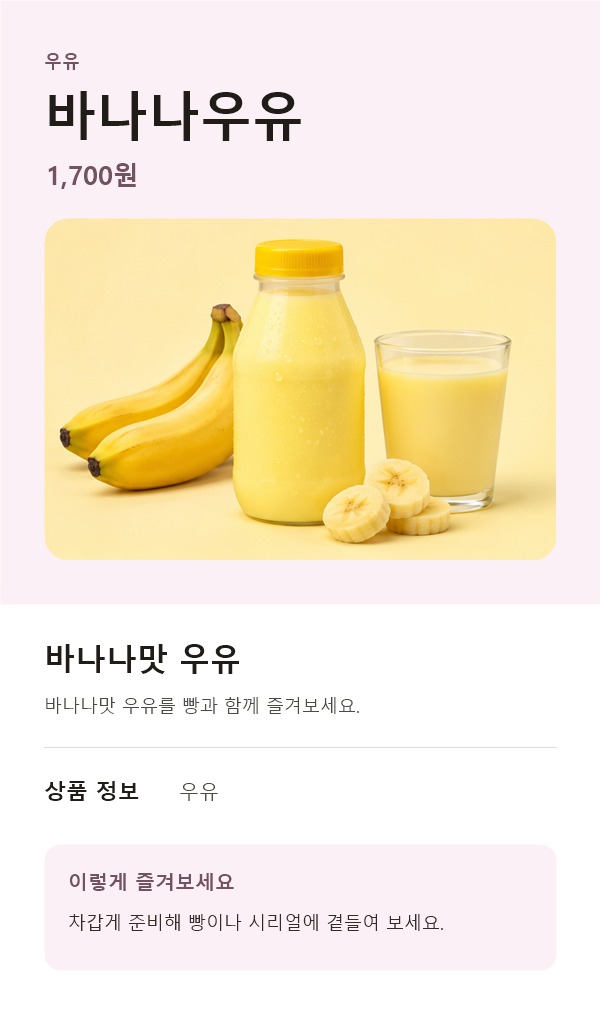 우유
바나나우유
1,700원
바나나맛 우유
바나나맛 우유를 빵과 함께 즐겨보세요.
상품 정보 우유
이렇게 즐겨보세요
차갑게 준비해 빵이나 시리얼에 곁들여 보세요.